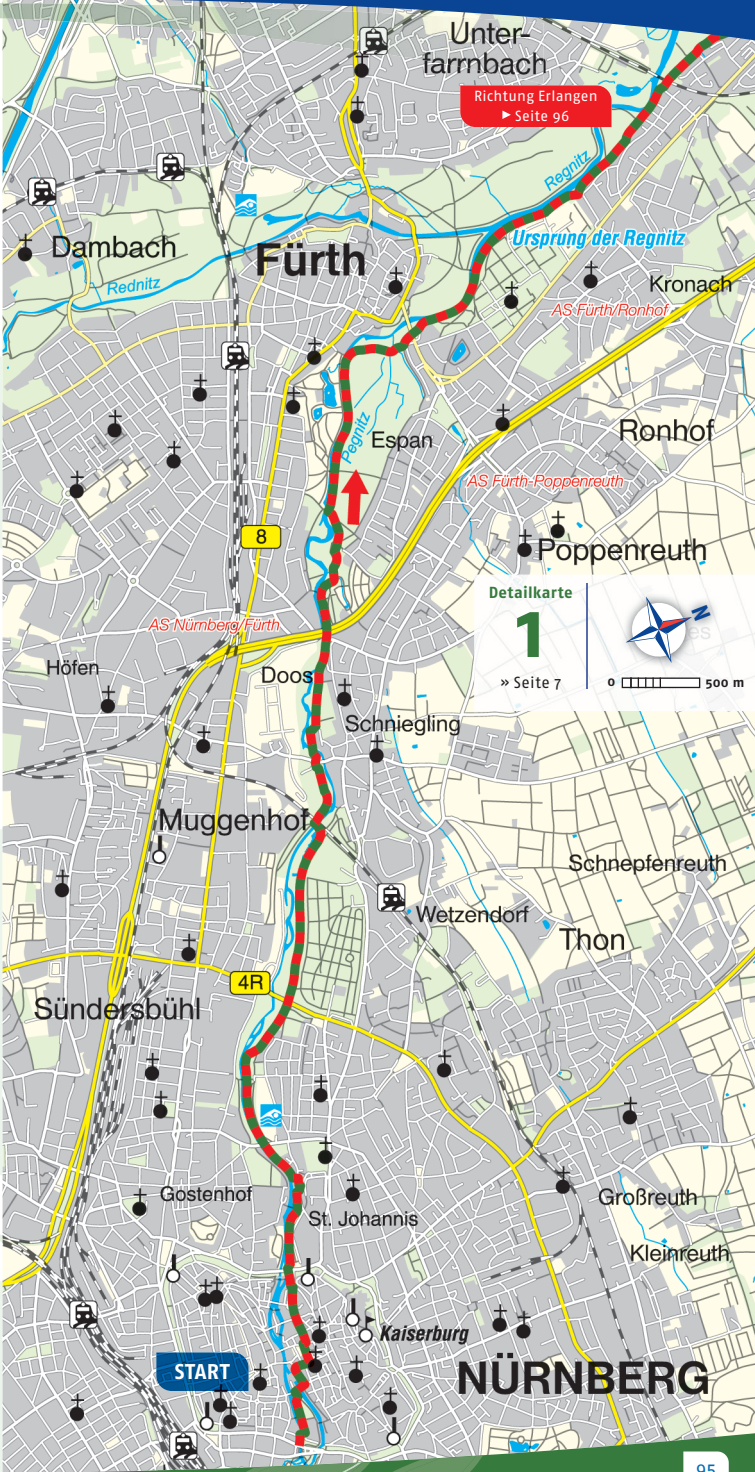 Unter-
farrnbach
Richtung Erlangen
▶ Seite 96
Regnitz
Ursprung der Regnitz
Dambach
Fürth
Rednitz
Kronach
AS Fürth/Ronhof
Ronhof
Pegnitz
Espan
AS Fürth-Poppenreuth
8
Poppenreuth
Detailkarte
1
» Seite 7
N
0 500 m
AS Nürnberg/Fürth
Höfen
Doos
Schniegling
Muggenhof
Schnepfenreuth
Wetzendorf
Thon
4R
Sündersbühl
Gostenhof
St. Johannis
Großreuth
Kleinreuth
Kaiserburg
START
NÜRNBERG
95